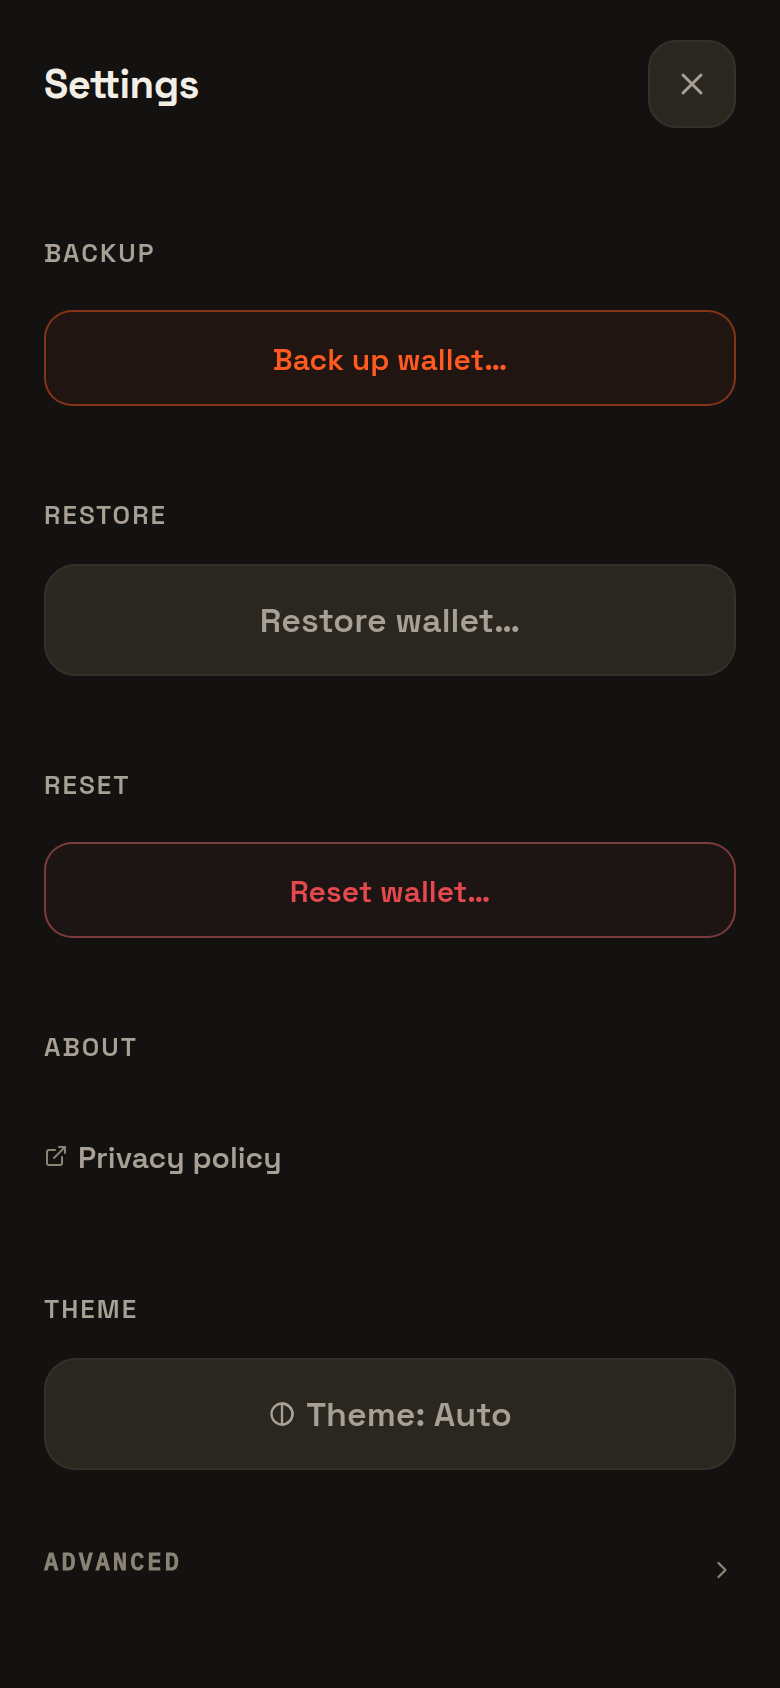 Settings
BACKUP
Back up wallet…
RESTORE
Restore wallet…
RESET
Reset wallet…
ABOUT
Privacy policy
THEME
Theme: Auto
ADVANCED